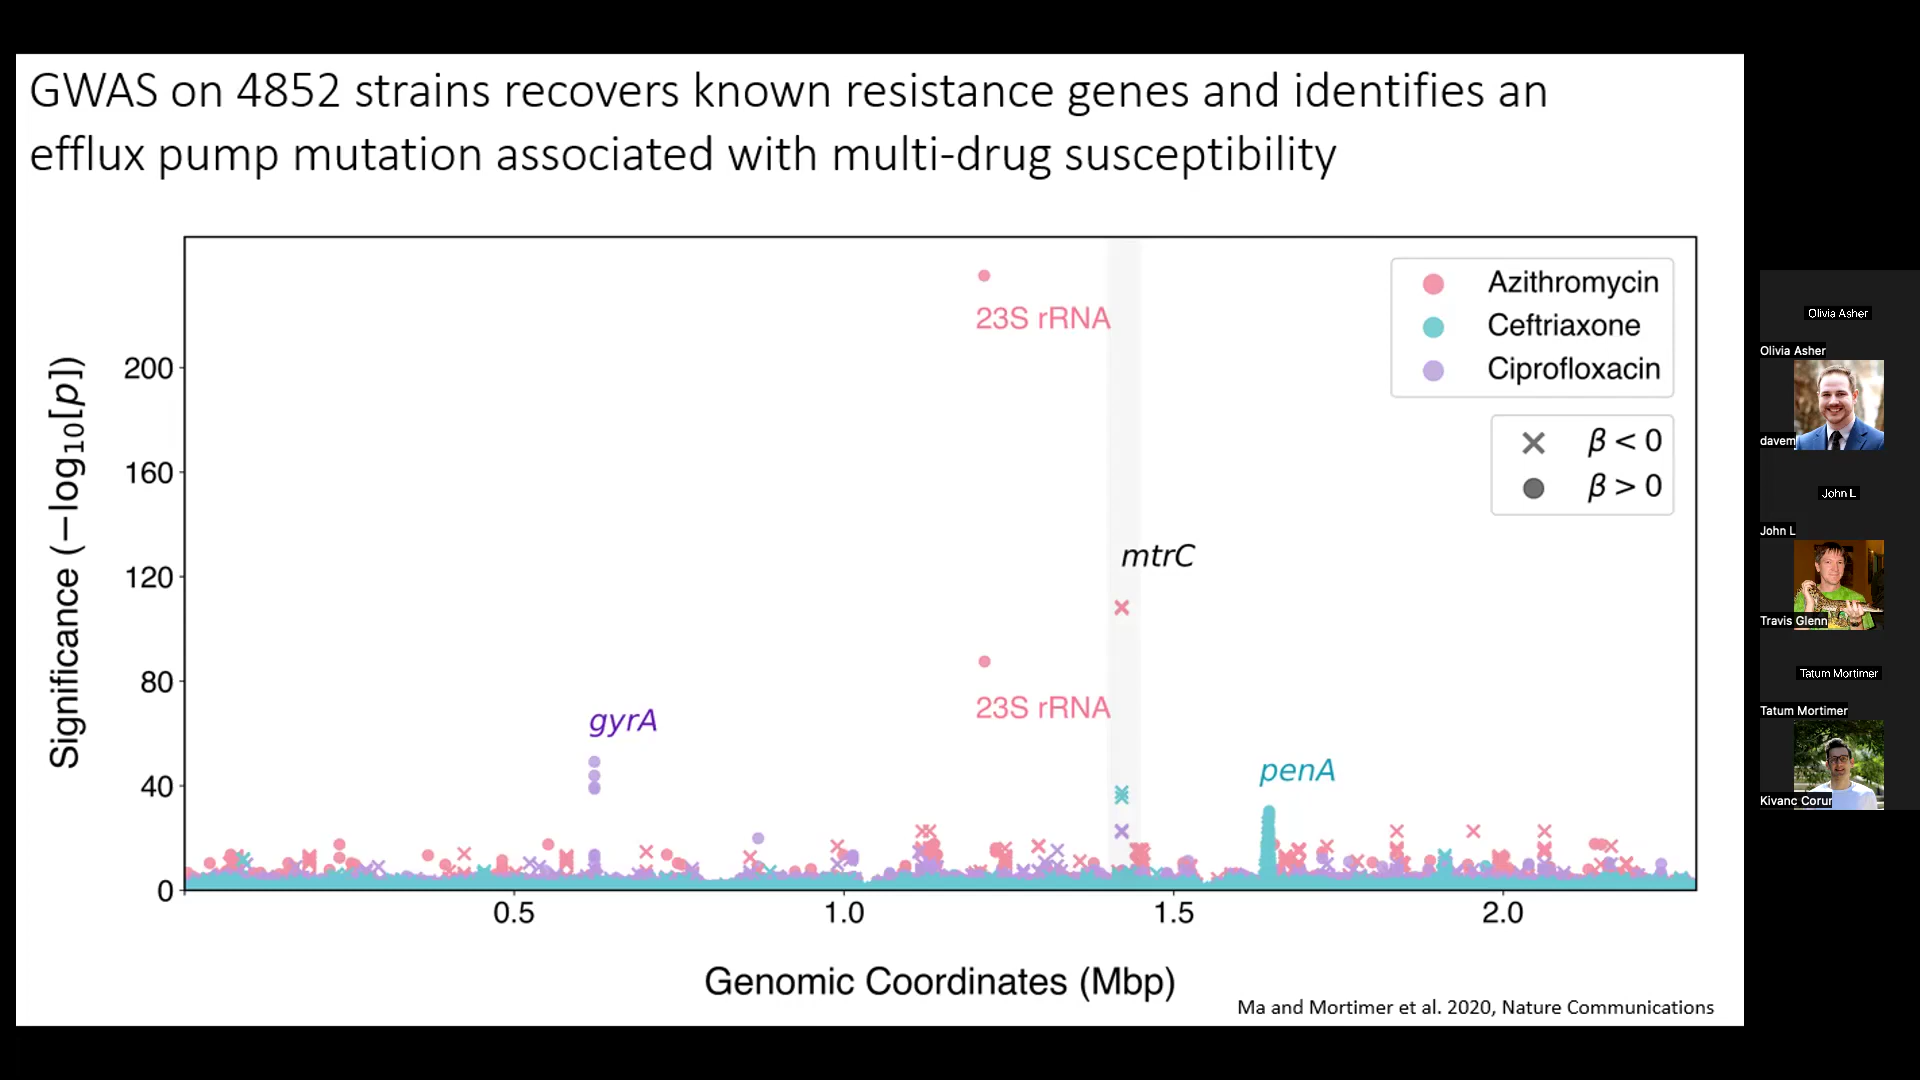 GWAS on 4852 strains recovers known resistance genes and identifies an
efflux pump mutation associated with multi-drug susceptibility
Significance (−log10[p])
200
160
120
80
40
0
23S rRNA
23S rRNA
mtrC
gyrA
penA
Azithromycin
Ceftriaxone
Ciprofloxacin
β < 0
β > 0
0.5
1.0
1.5
2.0
Genomic Coordinates (Mbp)
Ma and Mortimer et al. 2020, Nature Communications
Olivia Asher
Olivia Asher
davem
John L
John L
Travis Glenn
Tatum Mortimer
Tatum Mortimer
Kivanc Corur